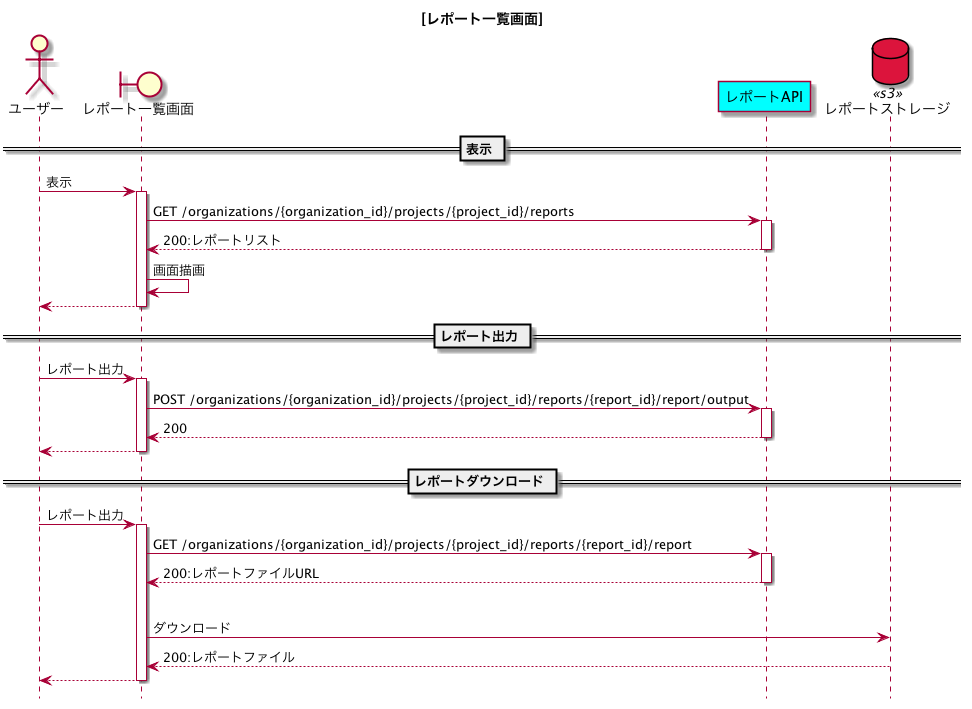 [レポート一覧画面]
ユーザー
レポート一覧画面
レポートAPI
«s3»
レポートストレージ
表示
表示
GET /organizations/{organization_id}/projects/{project_id}/reports
200:レポートリスト
画面描画
レポート出力
レポート出力
POST /organizations/{organization_id}/projects/{project_id}/reports/{report_id}/report/output
200
レポートダウンロード
レポート出力
GET /organizations/{organization_id}/projects/{project_id}/reports/{report_id}/report
200:レポートファイルURL
ダウンロード
200:レポートファイル